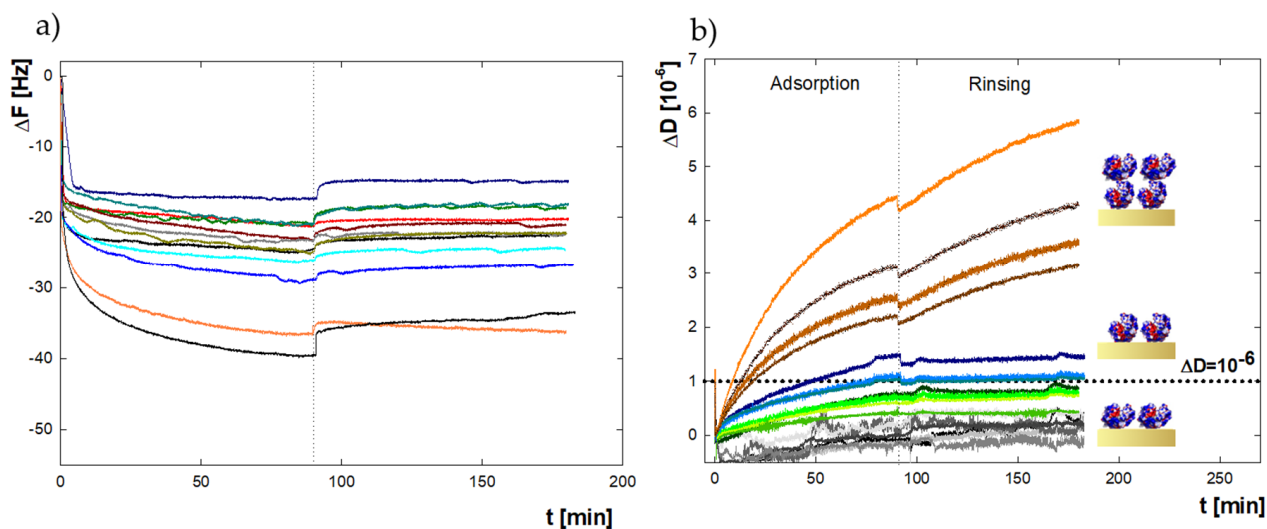 a)
ΔF [Hz]
0
-10
-20
-30
-40
-50
0
50
100
150
200
t [min]
b)
ΔD [10⁻⁶]
7
6
5
4
3
2
1
0
Adsorption
Rinsing
ΔD=10⁻⁶
0
50
100
150
200
250
t [min]